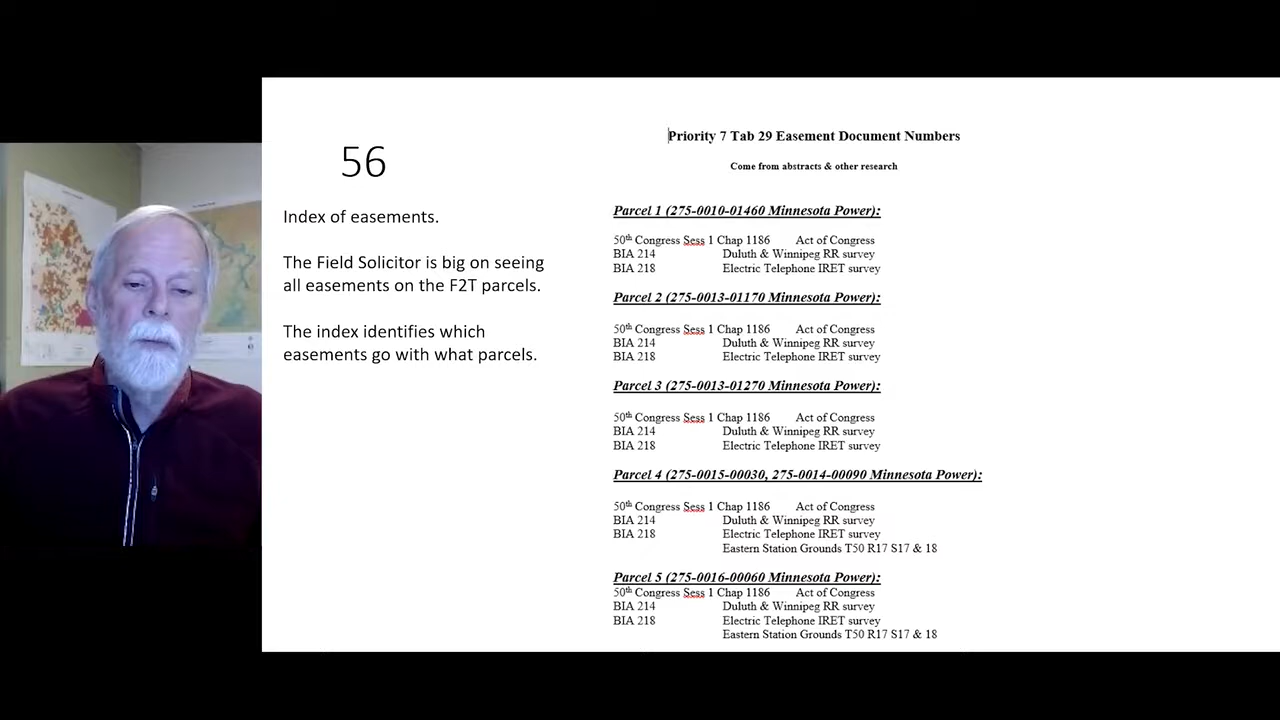 56
Index of easements.
The Field Solicitor is big on seeing
all easements on the F2T parcels.
The index identifies which
easements go with what parcels.
Priority 7 Tab 29 Easement Document Numbers
Come from abstracts & other research
Parcel 1 (275-0010-01460 Minnesota Power):
50th Congress Sess 1 Chap 1186 Act of Congress
BIA 214 Duluth & Winnipeg RR survey
BIA 218 Electric Telephone IRET survey
Parcel 2 (275-0013-01170 Minnesota Power):
50th Congress Sess 1 Chap 1186 Act of Congress
BIA 214 Duluth & Winnipeg RR survey
BIA 218 Electric Telephone IRET survey
Parcel 3 (275-0013-01270 Minnesota Power):
50th Congress Sess 1 Chap 1186 Act of Congress
BIA 214 Duluth & Winnipeg RR survey
BIA 218 Electric Telephone IRET survey
Parcel 4 (275-0015-00030, 275-0014-00090 Minnesota Power):
50th Congress Sess 1 Chap 1186 Act of Congress
BIA 214 Duluth & Winnipeg RR survey
BIA 218 Electric Telephone IRET survey
Eastern Station Grounds T50 R17 S17 & 18
Parcel 5 (275-0016-00060 Minnesota Power):
50th Congress Sess 1 Chap 1186 Act of Congress
BIA 214 Duluth & Winnipeg RR survey
BIA 218 Electric Telephone IRET survey
Eastern Station Grounds T50 R17 S17 & 18